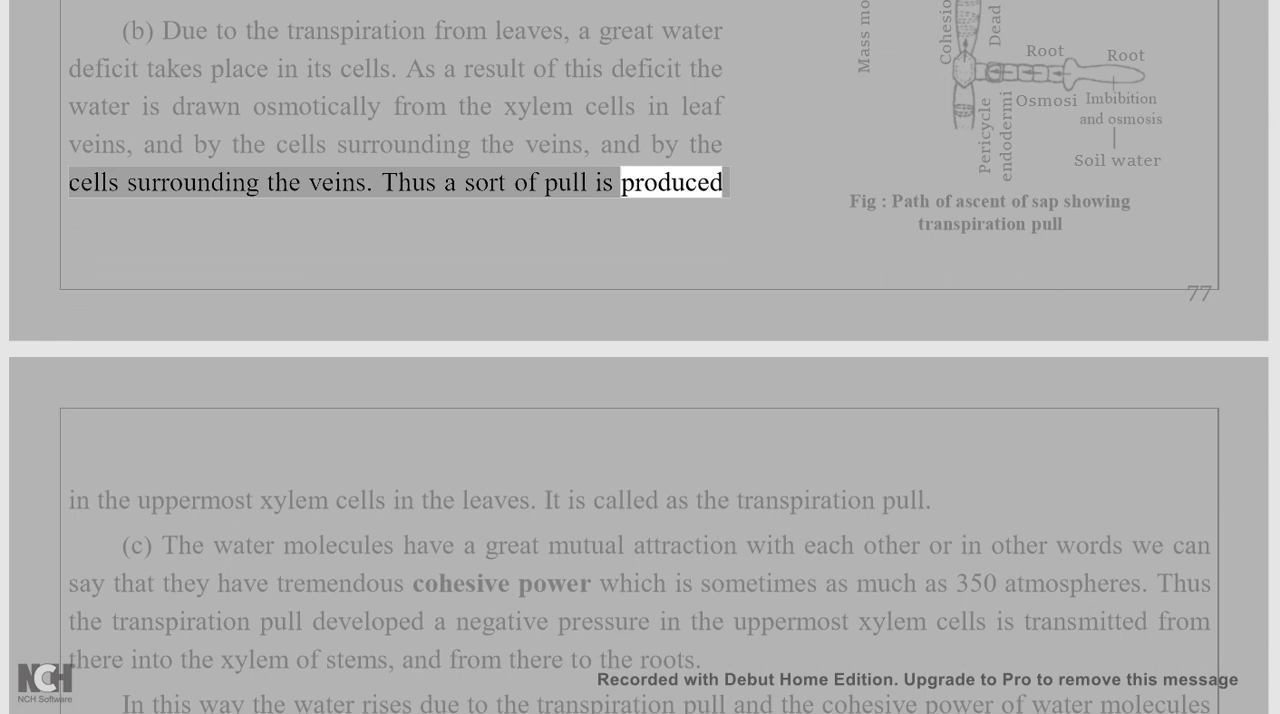 (b) Due to the transpiration from leaves, a great water
deficit takes place in its cells. As a result of this deficit the
water is drawn osmotically from the xylem cells in leaf
veins, and by the cells surrounding the veins, and by the
cells surrounding the veins. Thus a sort of pull is produced
Mass mo
Cohesio
Dead
Root
Root
Pericycle
endodermi
Osmosi
Imbibition
and osmosis
Soil water
Fig : Path of ascent of sap showing
transpiration pull
77
in the uppermost xylem cells in the leaves. It is called as the transpiration pull.
(c) The water molecules have a great mutual attraction with each other or in other words we can
say that they have tremendous cohesive power which is sometimes as much as 350 atmospheres. Thus
the transpiration pull developed a negative pressure in the uppermost xylem cells is transmitted from
there into the xylem of stems, and from there to the roots.
In this way the water rises due to the transpiration pull and the cohesive power of water molecules
NCH
NCH Software
Recorded with Debut Home Edition. Upgrade to Pro to remove this message